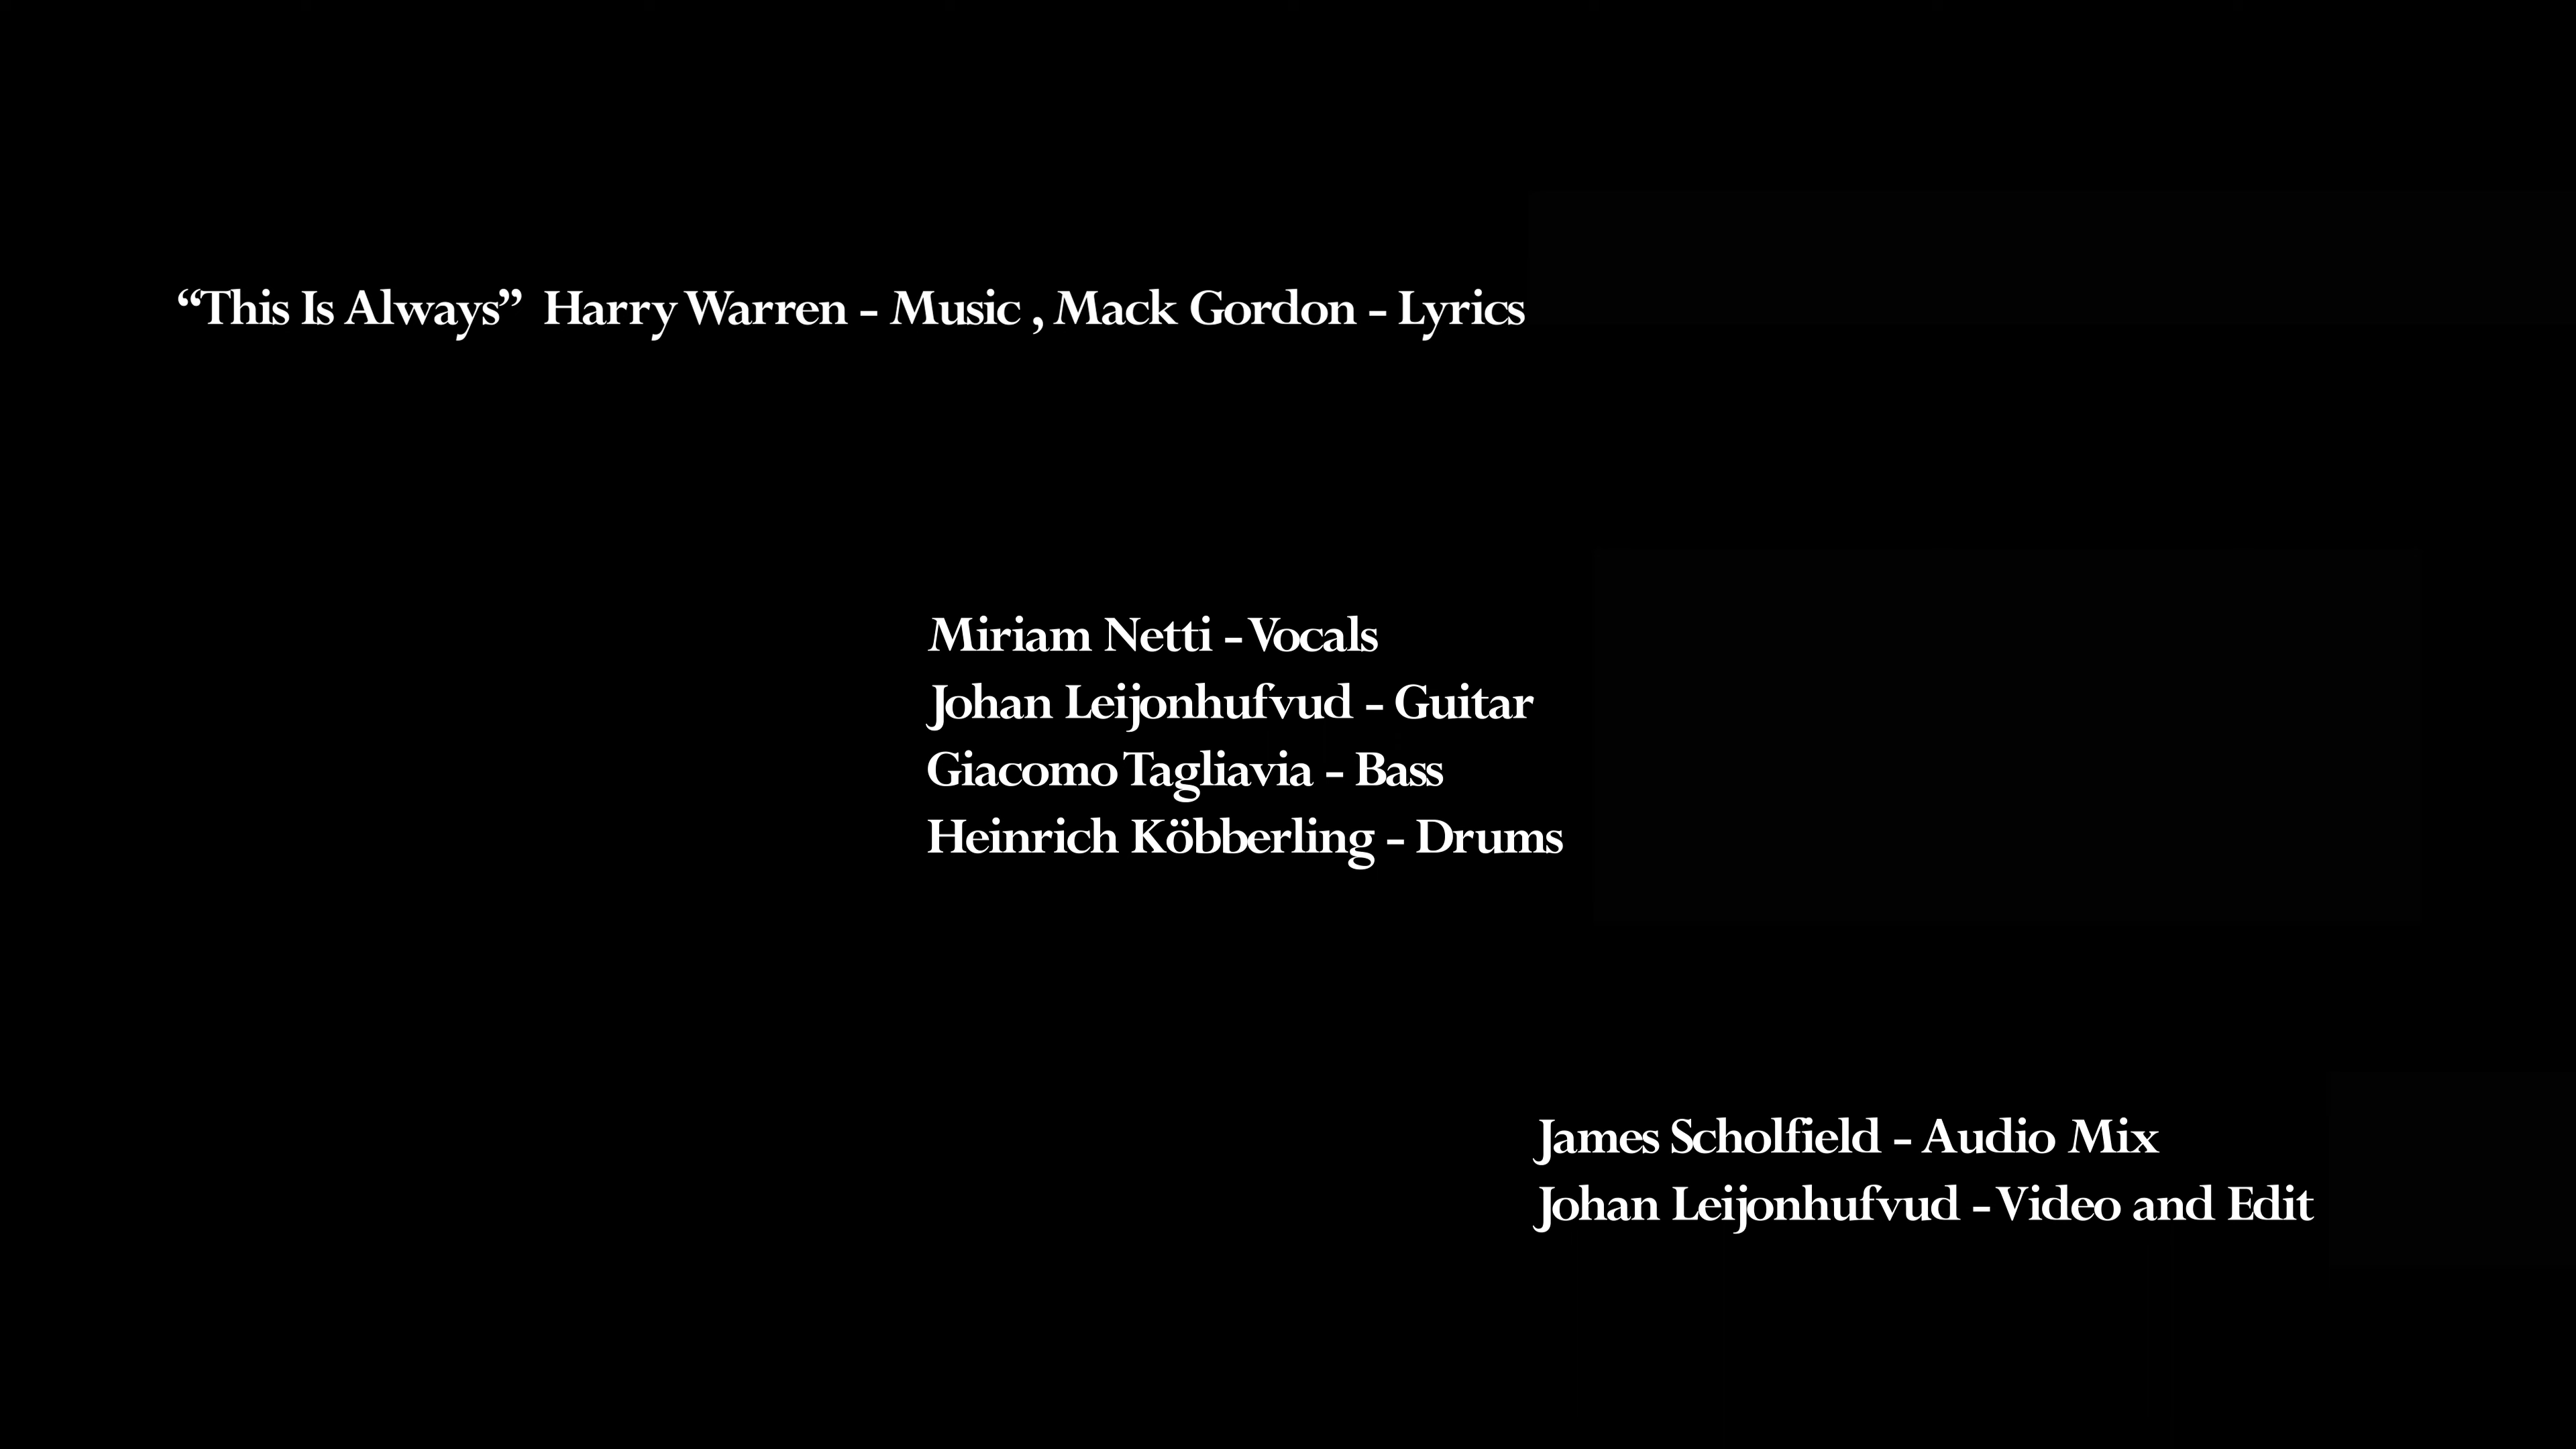 “This Is Always”  Harry Warren - Music , Mack Gordon - Lyrics
Miriam Netti - Vocals
Johan Leijonhufvud - Guitar
Giacomo Tagliavia - Bass
Heinrich Köbberling - Drums
James Scholfield - Audio Mix
Johan Leijonhufvud - Video and Edit